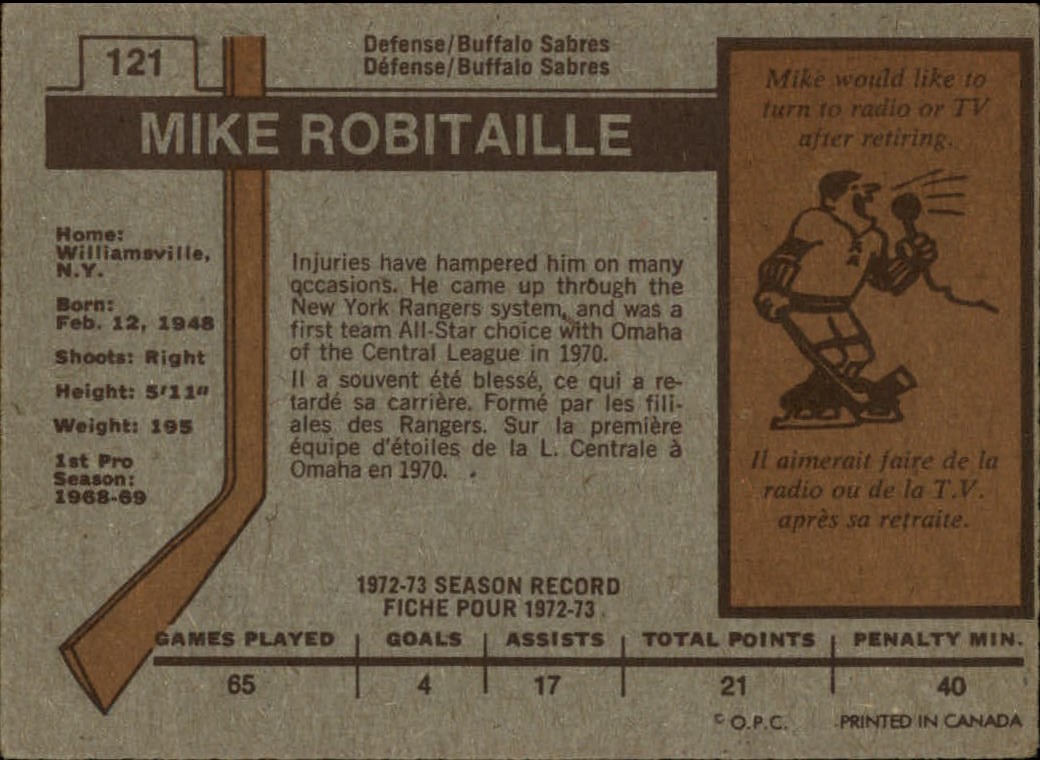 121
Defense/Buffalo Sabres
Défense/Buffalo Sabres
MIKE ROBITAILLE
Home:
Williamsville,
N.Y.
Born:
Feb. 12, 1948
Shoots: Right
Height: 5'11"
Weight: 195
1st Pro
Season:
1968-69
Injuries have hampered him on many
occasions. He came up through the
New York Rangers system, and was a
first team All-Star choice with Omaha
of the Central League in 1970.
Il a souvent été blessé, ce qui a re-
tardé sa carrière. Formé par les fili-
ales des Rangers. Sur la première
équipe d'étoiles de la L. Centrale à
Omaha en 1970.
Mike would like to
turn to radio or TV
after retiring.
Il aimerait faire de la
radio ou de la T.V.
après sa retraite.
1972-73 SEASON RECORD
FICHE POUR 1972-73
GAMES PLAYED GOALS ASSISTS TOTAL POINTS PENALTY MIN.
65 4 17 21 40
© O.P.C. PRINTED IN CANADA